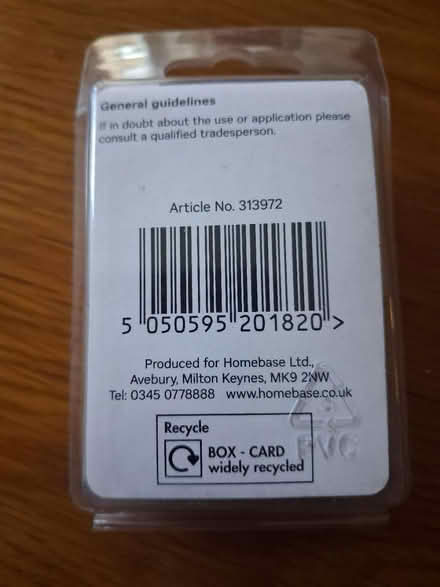 General guidelines
If in doubt about the use or application please
consult a qualified tradesperson.
Article No. 313972
5 050595 201820 >
Produced for Homebase Ltd.,
Avebury, Milton Keynes, MK9 2NW
Tel: 0345 0778888 www.homebase.co.uk
3
PVC
Recycle
BOX - CARD
widely recycled